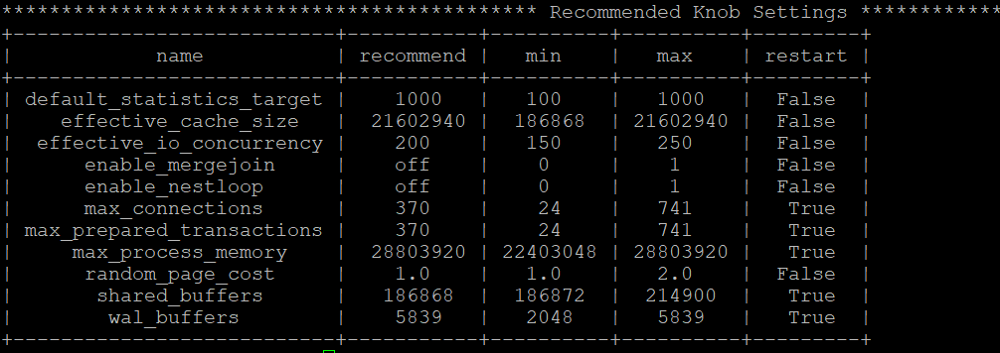 ********************************************* Recommended Knob Settings ************
+---------------------------+-----------+----------+----------+---------+
| name | recommend | min | max | restart |
+---------------------------+-----------+----------+----------+---------+
| default_statistics_target | 1000 | 100 | 1000 | False |
| effective_cache_size | 21602940 | 186868 | 21602940 | False |
| effective_io_concurrency | 200 | 150 | 250 | False |
| enable_mergejoin | off | 0 | 1 | False |
| enable_nestloop | off | 0 | 1 | False |
| max_connections | 370 | 24 | 741 | True |
| max_prepared_transactions | 370 | 24 | 741 | True |
| max_process_memory | 28803920 | 22403048 | 28803920 | True |
| random_page_cost | 1.0 | 1.0 | 2.0 | False |
| shared_buffers | 186868 | 186872 | 214900 | True |
| wal_buffers | 5839 | 2048 | 5839 | True |
+---------------------------+-----------+----------+----------+---------+